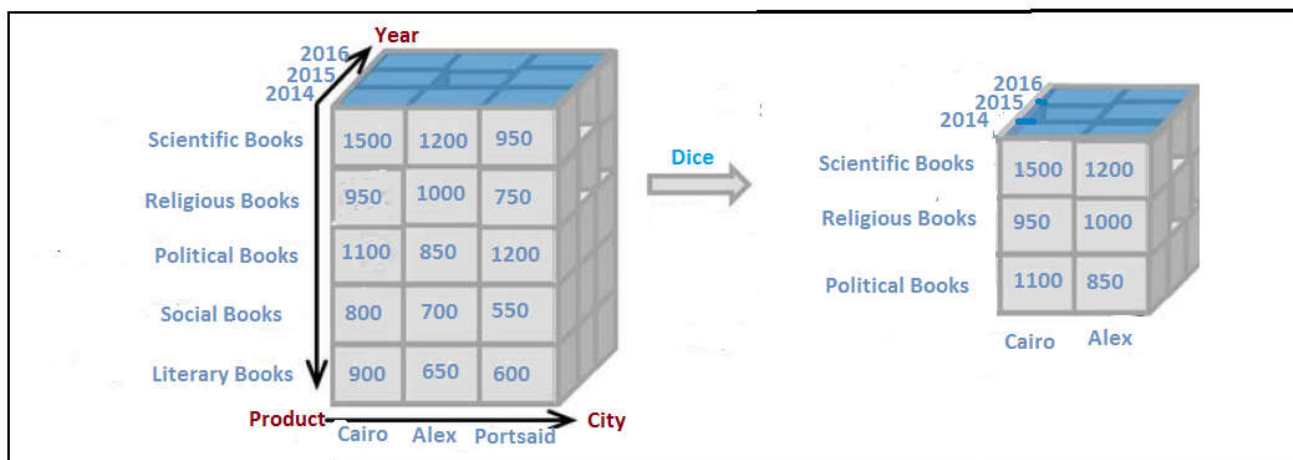 Year
2016
2015
2014
Scientific Books 1500 1200 950
Religious Books 950 1000 750
Political Books 1100 850 1200
Social Books 800 700 550
Literary Books 900 650 600
Product City
Cairo Alex Portsaid
Dice
2016
2015
2014
Scientific Books 1500 1200
Religious Books 950 1000
Political Books 1100 850
Cairo Alex